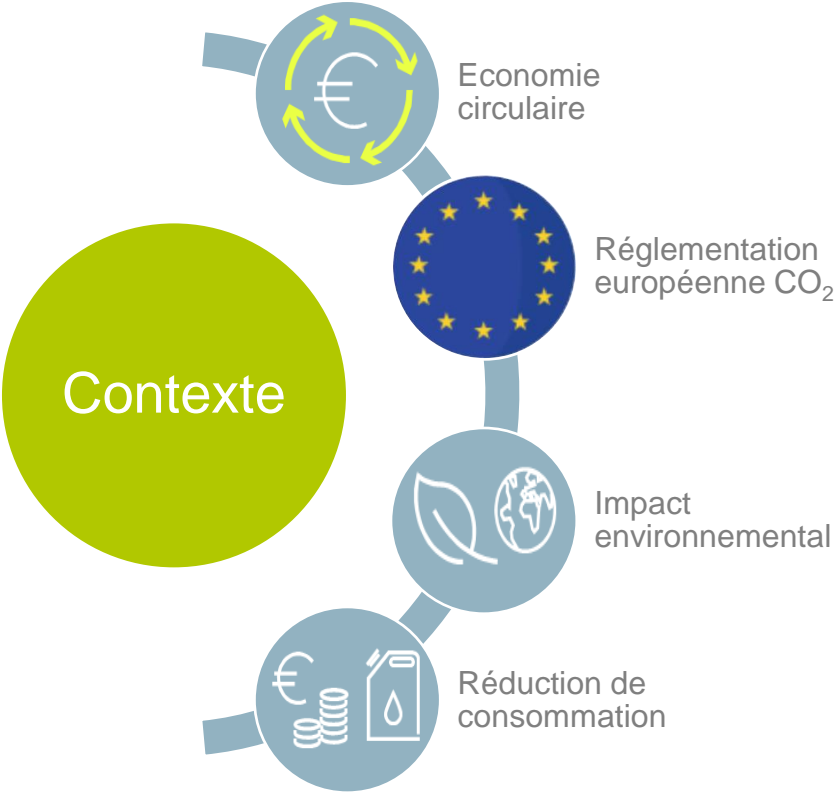 Economie
circulaire
Réglementation
européenne CO₂
Contexte
Impact
environnemental
Réduction de
consommation